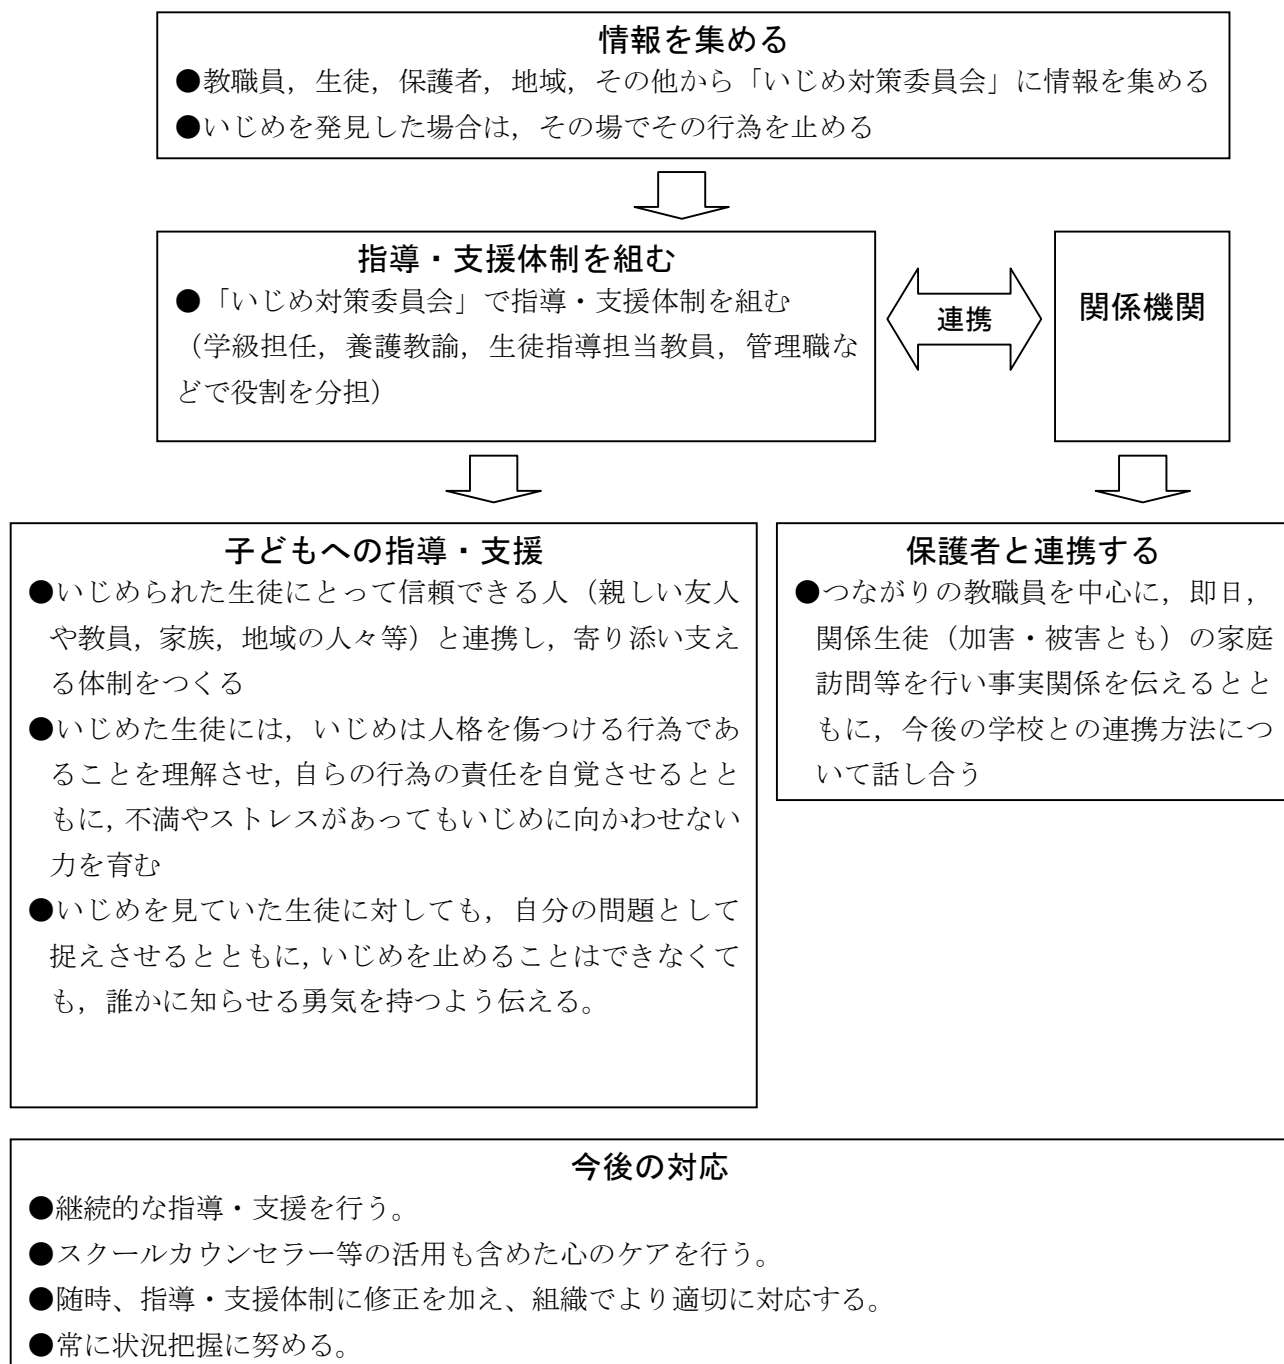 情報を集める
●教職員，生徒，保護者，地域，その他から「いじめ対策委員会」に情報を集める
●いじめを発見した場合は，その場でその行為を止める
指導・支援体制を組む
●「いじめ対策委員会」で指導・支援体制を組む
（学級担任，養護教諭，生徒指導担当教員，管理職な
どで役割を分担）
連携
関係機関
子どもへの指導・支援
●いじめられた生徒にとって信頼できる人（親しい友人
や教員，家族，地域の人々等）と連携し，寄り添い支え
る体制をつくる
●いじめた生徒には，いじめは人格を傷つける行為であ
ることを理解させ，自らの行為の責任を自覚させるとと
もに，不満やストレスがあってもいじめに向かわせない
力を育む
●いじめを見ていた生徒に対しても，自分の問題として
捉えさせるとともに，いじめを止めることはできなくて
も，誰かに知らせる勇気を持つよう伝える。
保護者と連携する
●つながりの教職員を中心に，即日，
関係生徒（加害・被害とも）の家庭
訪問等を行い事実関係を伝えるとと
もに，今後の学校との連携方法につ
いて話し合う
今後の対応
●継続的な指導・支援を行う。
●スクールカウンセラー等の活用も含めた心のケアを行う。
●随時、指導・支援体制に修正を加え、組織でより適切に対応する。
●常に状況把握に努める。